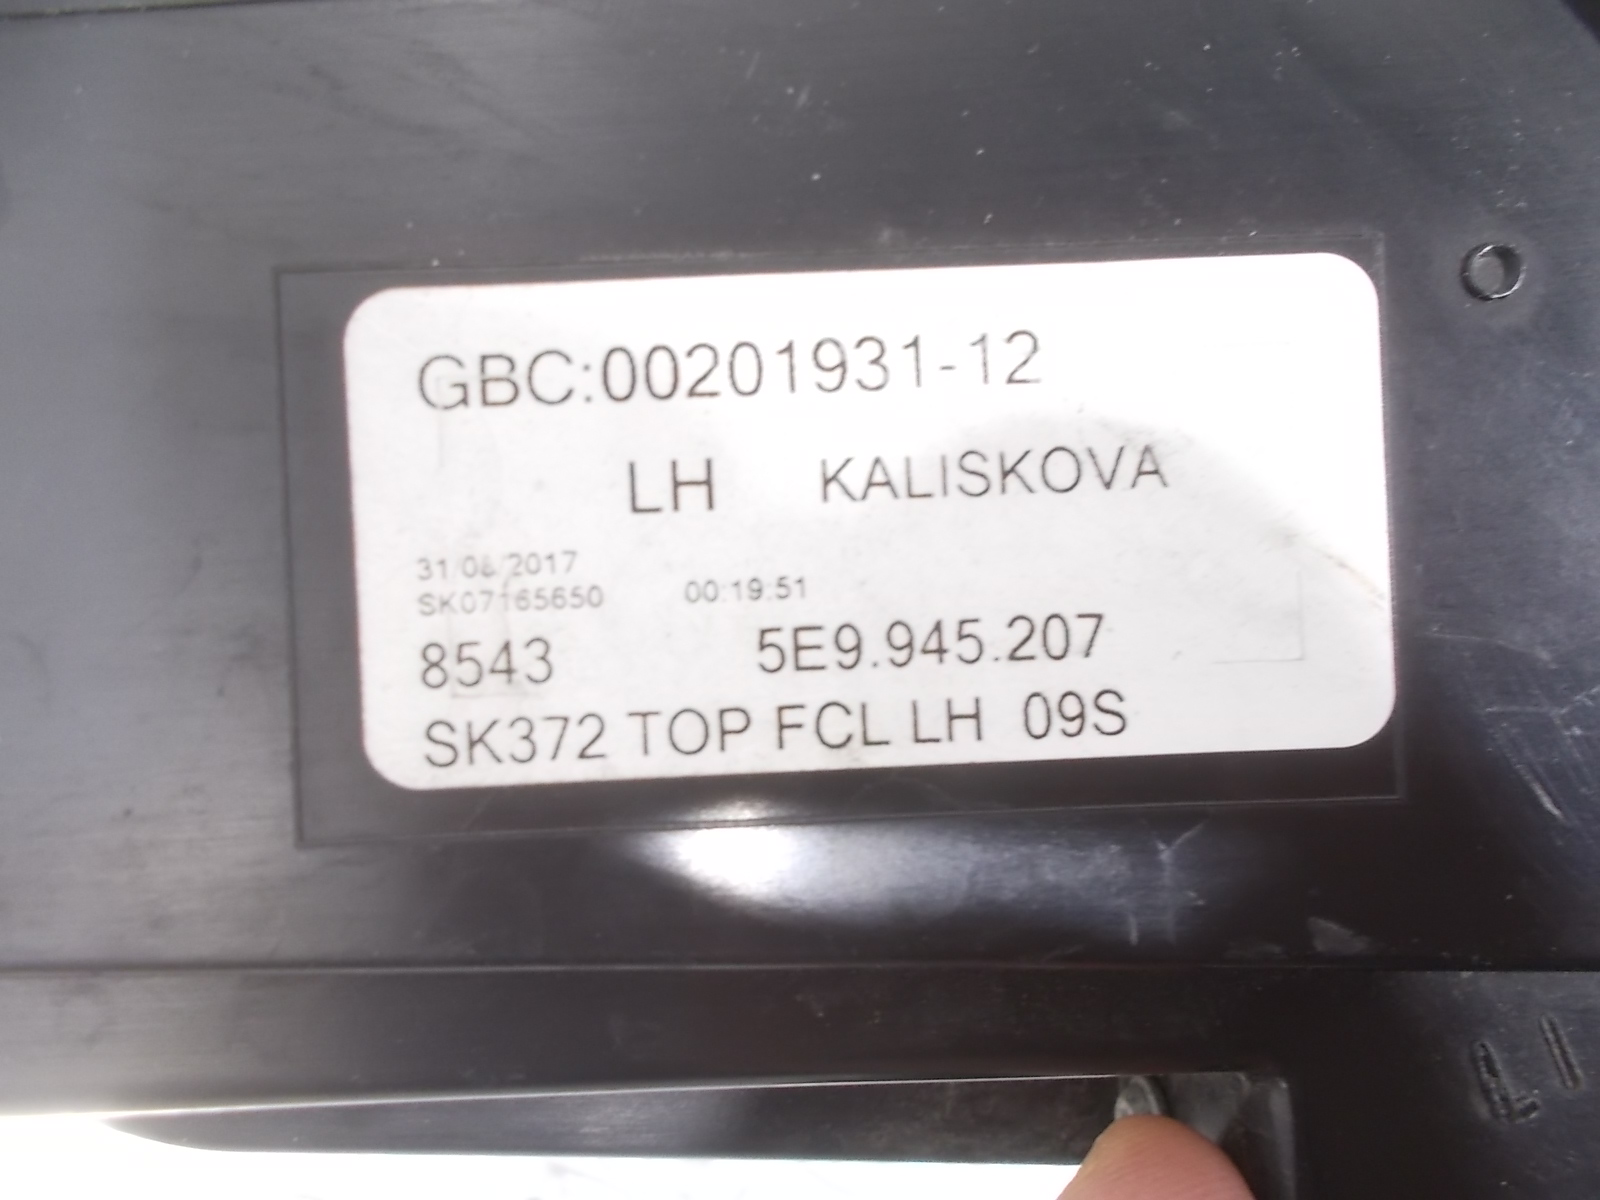 GBC:00201931-12
LH KALISKOVA
31/08/2017
SK07165650 00:19:51
8543 5E9.945.207
SK372 TOP FCL LH 09S